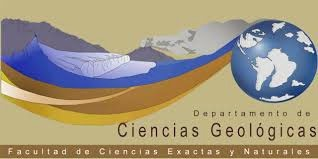 Departamento de
Ciencias Geológicas
Facultad de Ciencias Exactas y Naturales